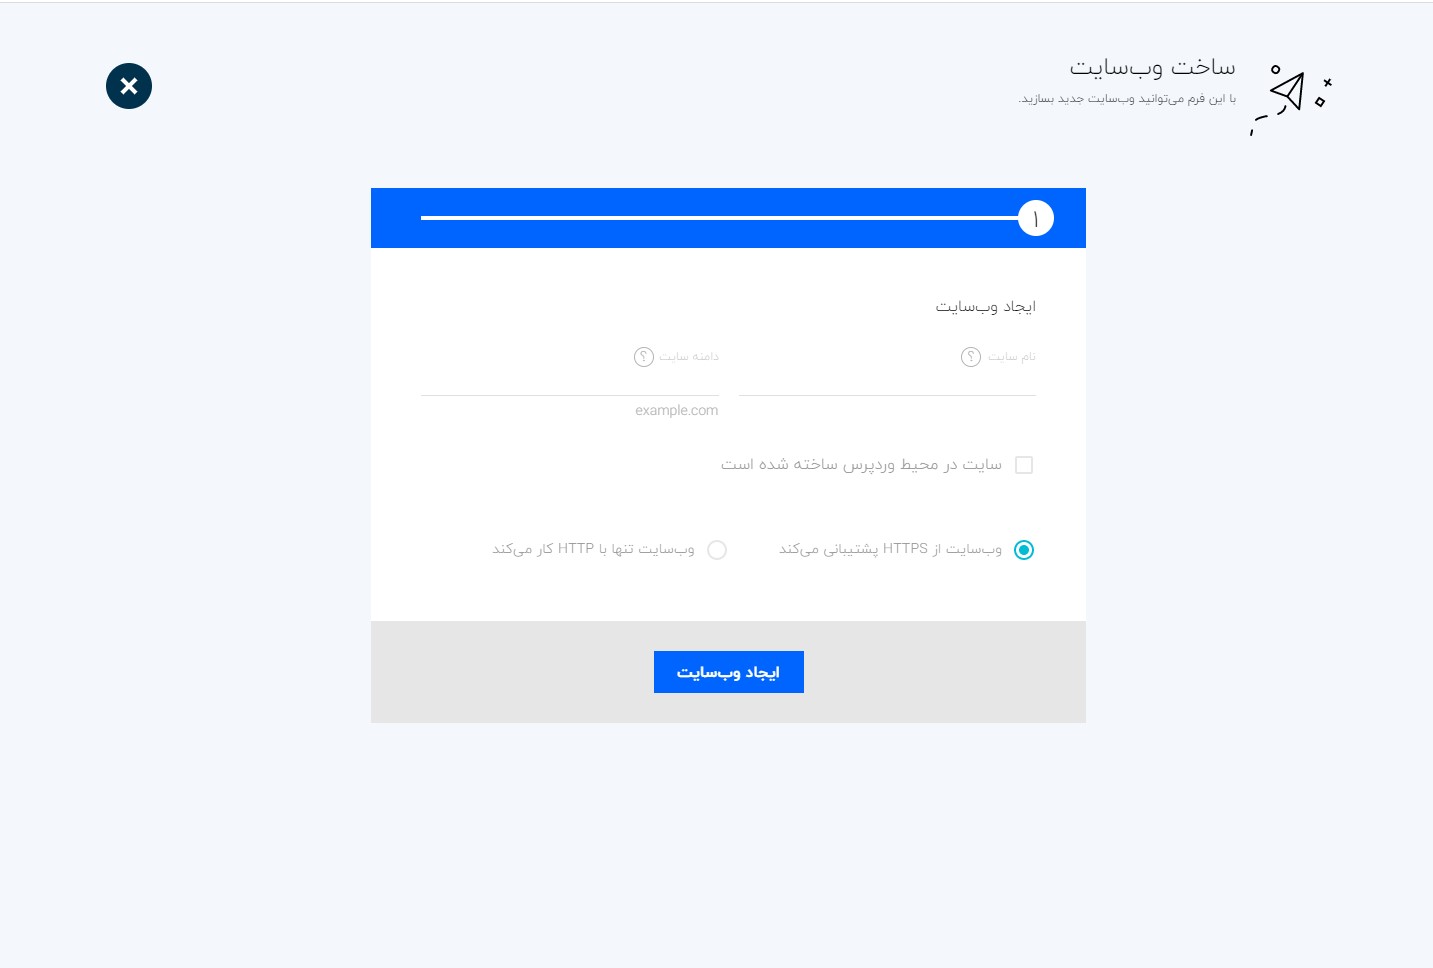 ساخت وب‌سایت
با این فرم می‌توانید وب‌سایت جدید بسازید.
۱
ایجاد وب‌سایت
نام سایت ؟
دامنه سایت ؟
example.com
سایت در محیط وردپرس ساخته شده است
وب‌سایت از HTTPS پشتیبانی می‌کند
وب‌سایت تنها با HTTP کار می‌کند
ایجاد وب‌سایت